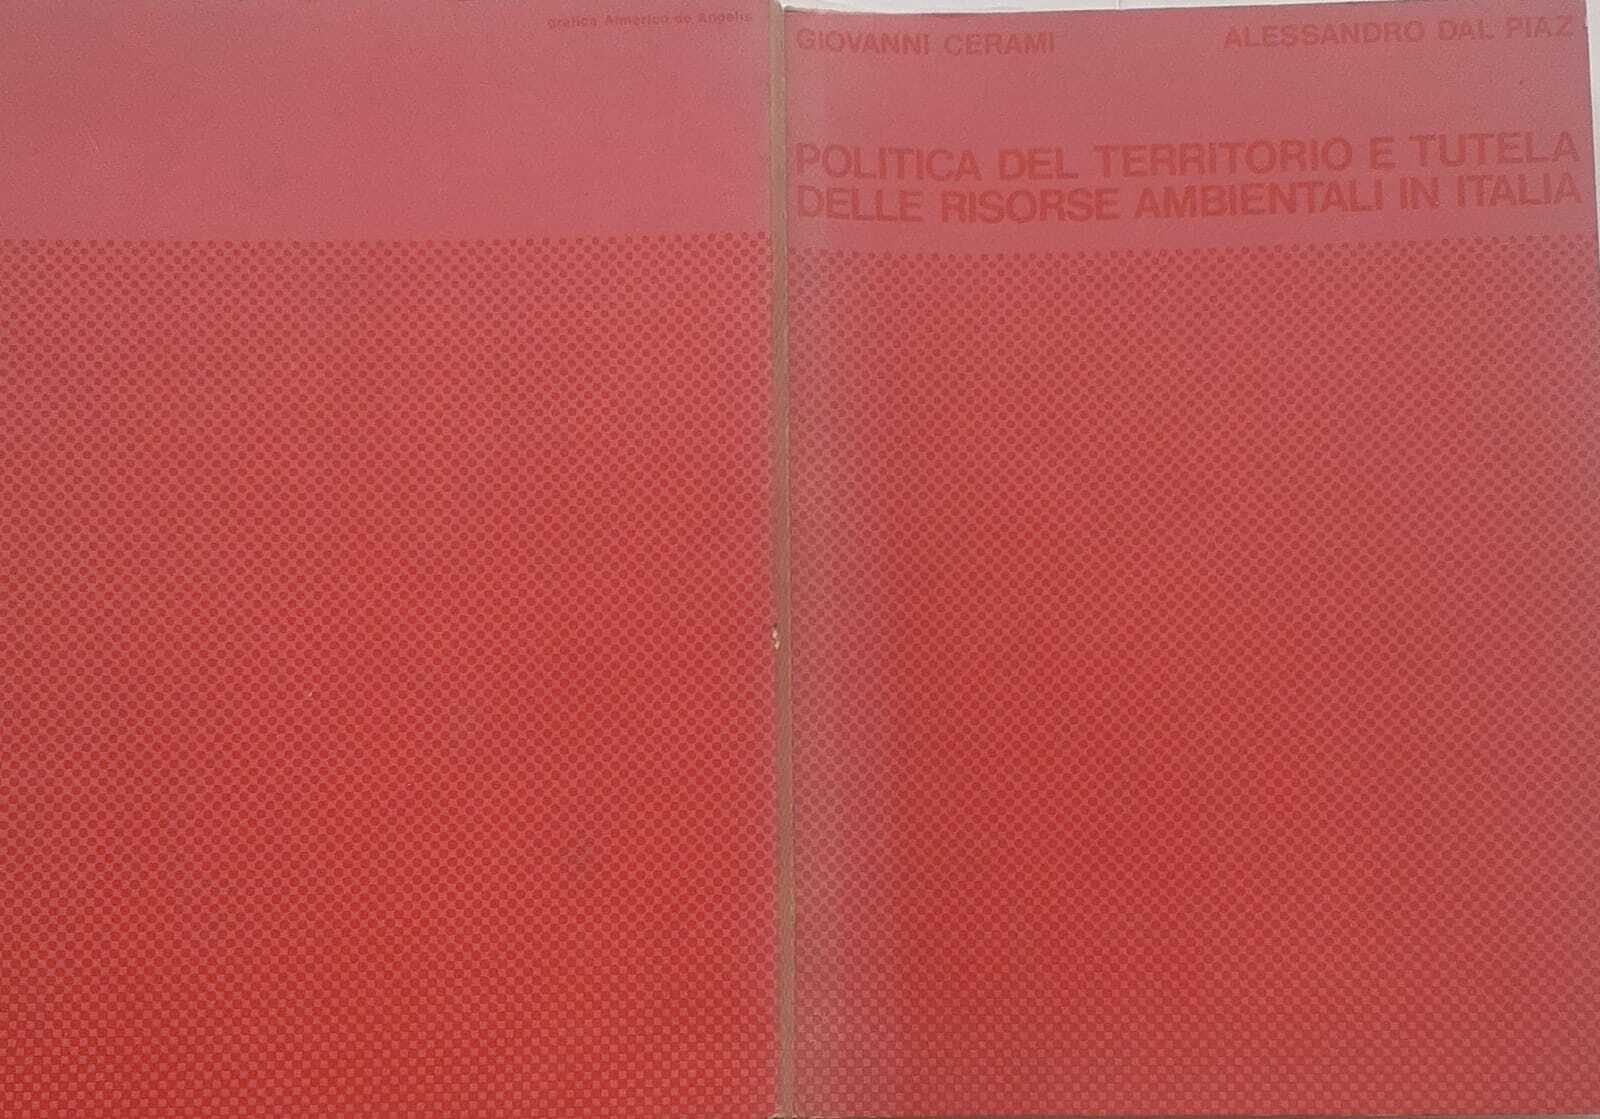 grafica Almerico de Angelis
GIOVANNI CERAMI
ALESSANDRO DAL PIAZ
POLITICA DEL TERRITORIO E TUTELA
DELLE RISORSE AMBIENTALI IN ITALIA